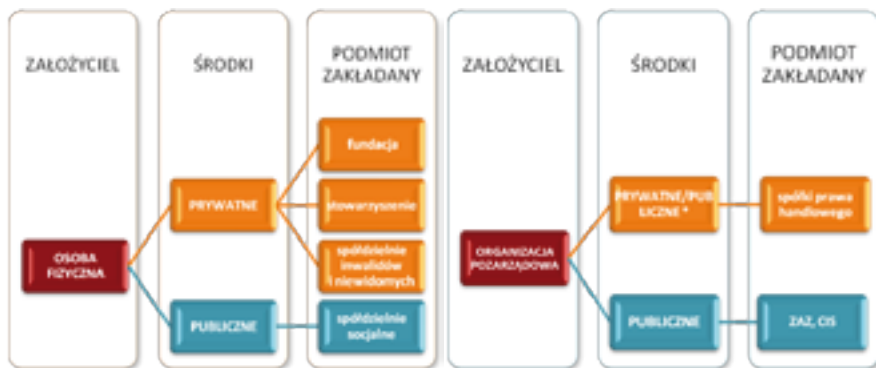 ZAŁOŻYCIEL
ŚRODKI
PODMIOT
ZAKŁADANY
OSOBA
FIZYCZNA
PRYWATNE
PUBLICZNE
fundacja
stowarzyszenie
spółdzielnie
inwalidów
i niewidomych
spółdzielnie
socjalne
ZAŁOŻYCIEL
ŚRODKI
PODMIOT
ZAKŁADANY
ORGANIZACJA
POZARZĄDOWA
PRYWATNE/PUB
LICZNE *
PUBLICZNE
spółki prawa
handlowego
ZAZ, CIS